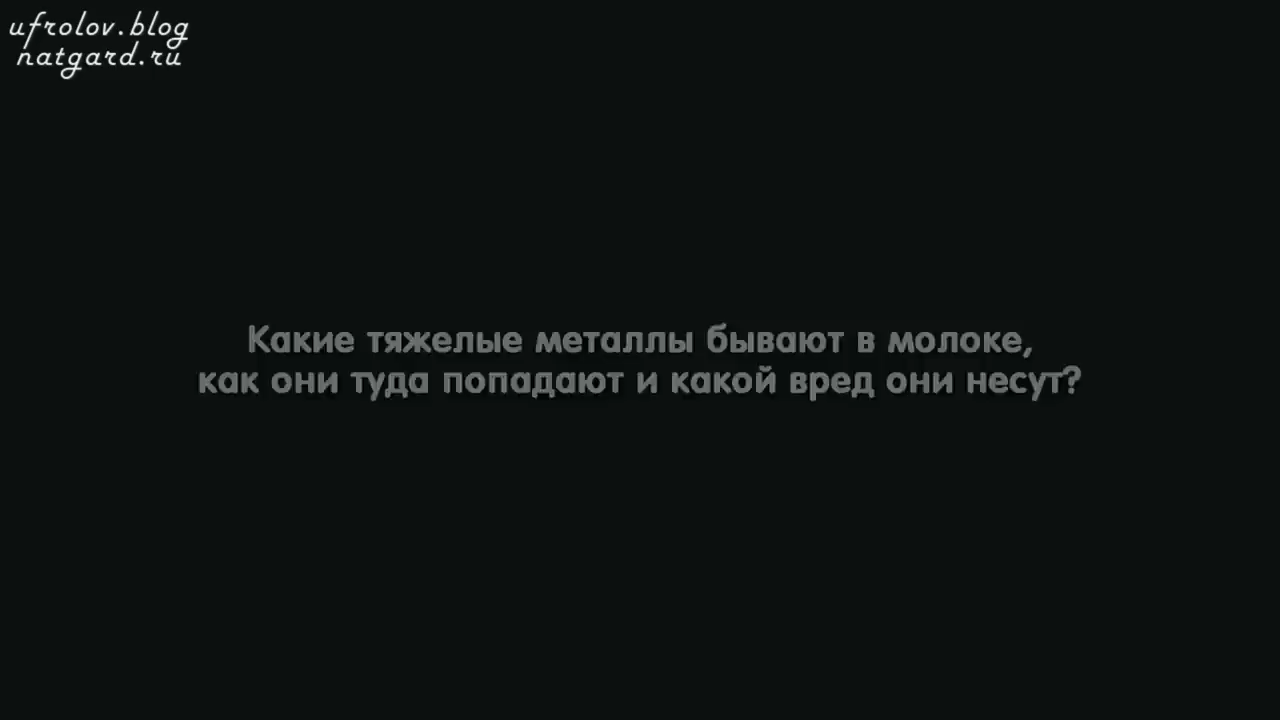 ufrolov.blog
natgard.ru
Какие тяжелые металлы бывают в молоке,
как они туда попадают и какой вред они несут?